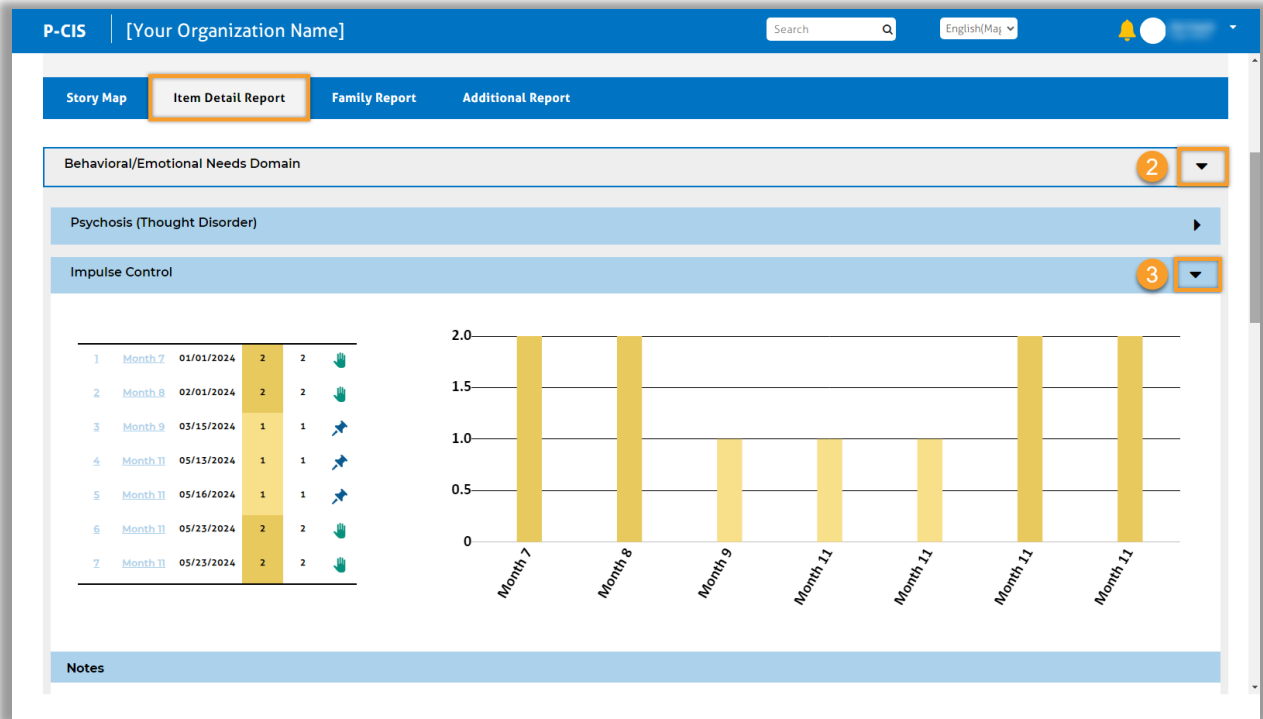 P-CIS [Your Organization Name] Search English(Maj
Story Map Item Detail Report Family Report Additional Report
Behavioral/Emotional Needs Domain 2
Psychosis (Thought Disorder)
Impulse Control 3
1 Month 7 01/01/2024 2 2
2 Month 8 02/01/2024 2 2
3 Month 9 03/15/2024 1 1
4 Month 11 05/13/2024 1 1
5 Month 11 05/16/2024 1 1
6 Month 11 05/23/2024 2 2
7 Month 11 05/23/2024 2 2
2.0
1.5
1.0
0.5
0
Month 7 Month 8 Month 9 Month 11 Month 11 Month 11 Month 11
Notes